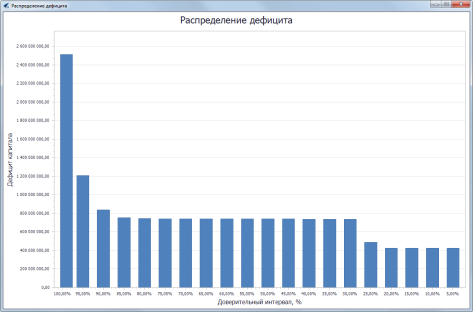 Распределение дефицита
Распределение дефицита
2 600 000 000,00
2 400 000 000,00
2 200 000 000,00
2 000 000 000,00
1 800 000 000,00
1 600 000 000,00
1 400 000 000,00
1 200 000 000,00
1 000 000 000,00
800 000 000,00
600 000 000,00
400 000 000,00
200 000 000,00
0,00
Дефицит капитала
100,00% 95,00% 90,00% 85,00% 80,00% 75,00% 70,00% 65,00% 60,00% 55,00% 50,00% 45,00% 40,00% 35,00% 30,00% 25,00% 20,00% 15,00% 10,00% 5,00%
Доверительный интервал, %